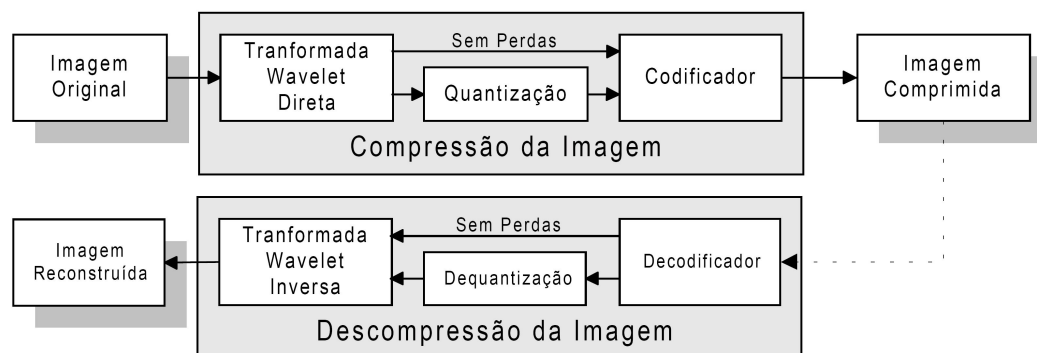 Imagem
Original
Tranformada
Wavelet
Direta
Sem Perdas
Quantização
Codificador
Imagem
Comprimida
Compressão da Imagem
Imagem
Reconstruída
Tranformada
Wavelet
Inversa
Sem Perdas
Dequantização
Decodificador
Descompressão da Imagem